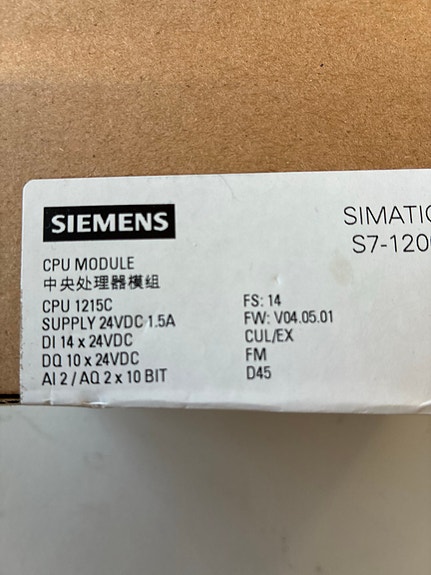 SIEMENS
SIMATIC
S7-120
CPU MODULE
中央处理器模组
CPU 1215C
SUPPLY 24VDC 1.5A
DI 14 x 24VDC
DQ 10 x 24VDC
AI 2 / AQ 2 x 10 BIT
FS: 14
FW: V04.05.01
CUL/EX
FM
D45